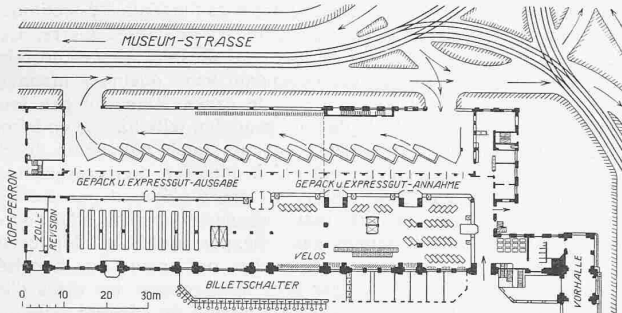 MUSEUM-STRASSE
GEPÄCK u. EXPRESSGUT-AUSGABE
GEPÄCK u. EXPRESSGUT-ANNAHME
KOPFPERRON
ZOLL-
REVISION
VELOS
BILLETSCHALTER
VORHALLE
0 10 20 30m